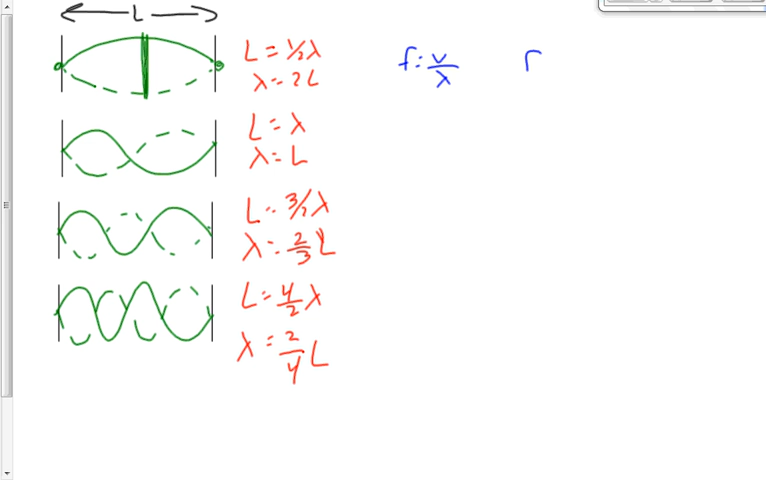 L
L = 1/2 λ
λ = 2L
f = v/λ
L = λ
λ = L
L = 3/2 λ
λ = 2/3 L
L = 4/2 λ
λ = 2/4 L